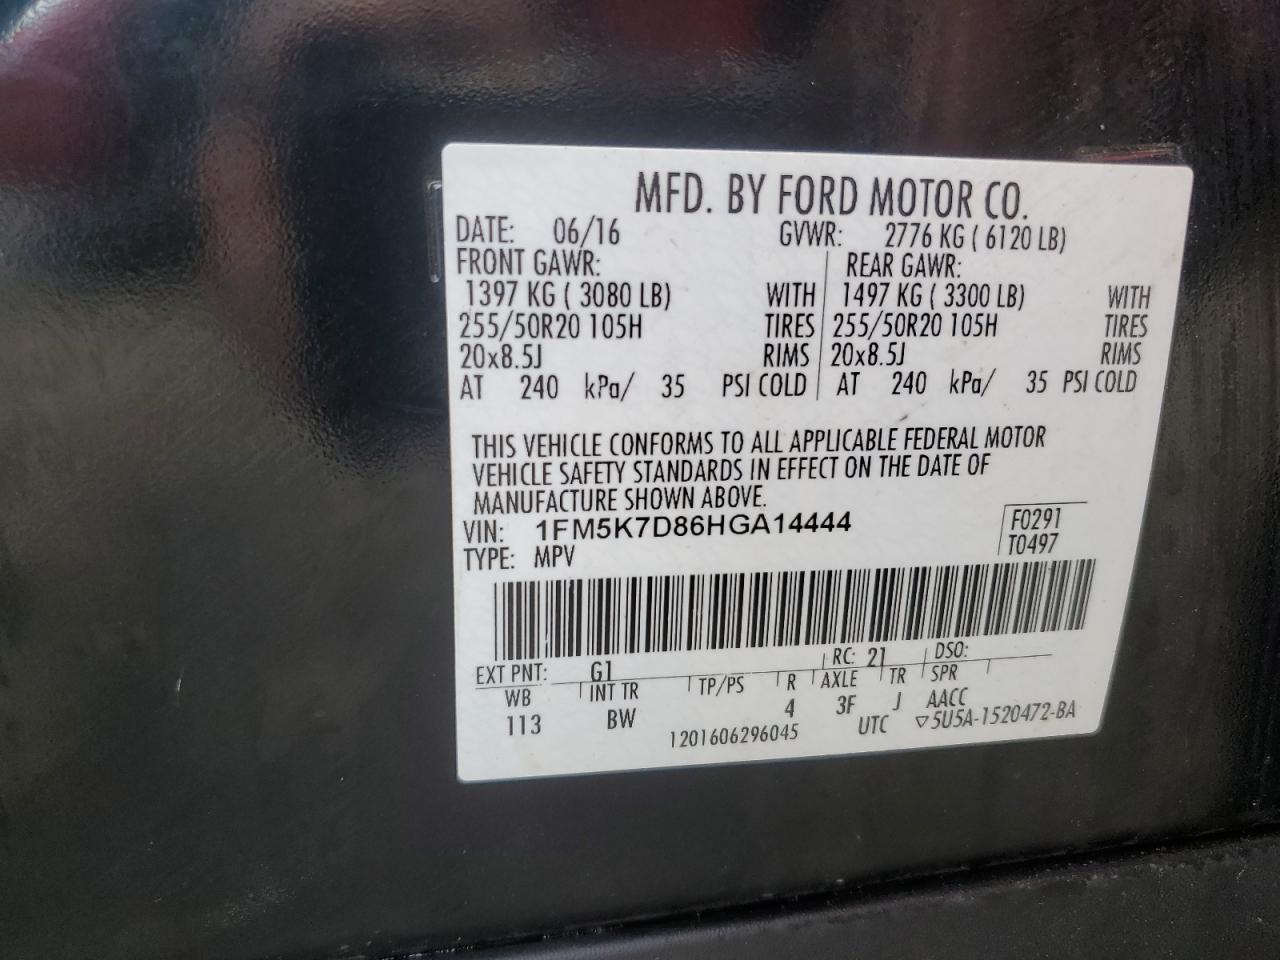 MFD. BY FORD MOTOR CO.
DATE: 06/16 GVWR: 2776 KG ( 6120 LB)
FRONT GAWR: REAR GAWR:
1397 KG ( 3080 LB) WITH 1497 KG ( 3300 LB) WITH
255/50R20 105H TIRES 255/50R20 105H TIRES
20x8.5J RIMS 20x8.5J RIMS
AT 240 kPa/ 35 PSI COLD AT 240 kPa/ 35 PSI COLD
THIS VEHICLE CONFORMS TO ALL APPLICABLE FEDERAL MOTOR
VEHICLE SAFETY STANDARDS IN EFFECT ON THE DATE OF
MANUFACTURE SHOWN ABOVE.
VIN: 1FM5K7D86HGA14444 F0291
TYPE: MPV T0497
EXT PNT: G1 RC: 21 DSO:
WB INT TR TP/PS R AXLE TR SPR
113 BW 4 3F J AACC
1201606296045 UTC ▽5U5A-1520472-BA